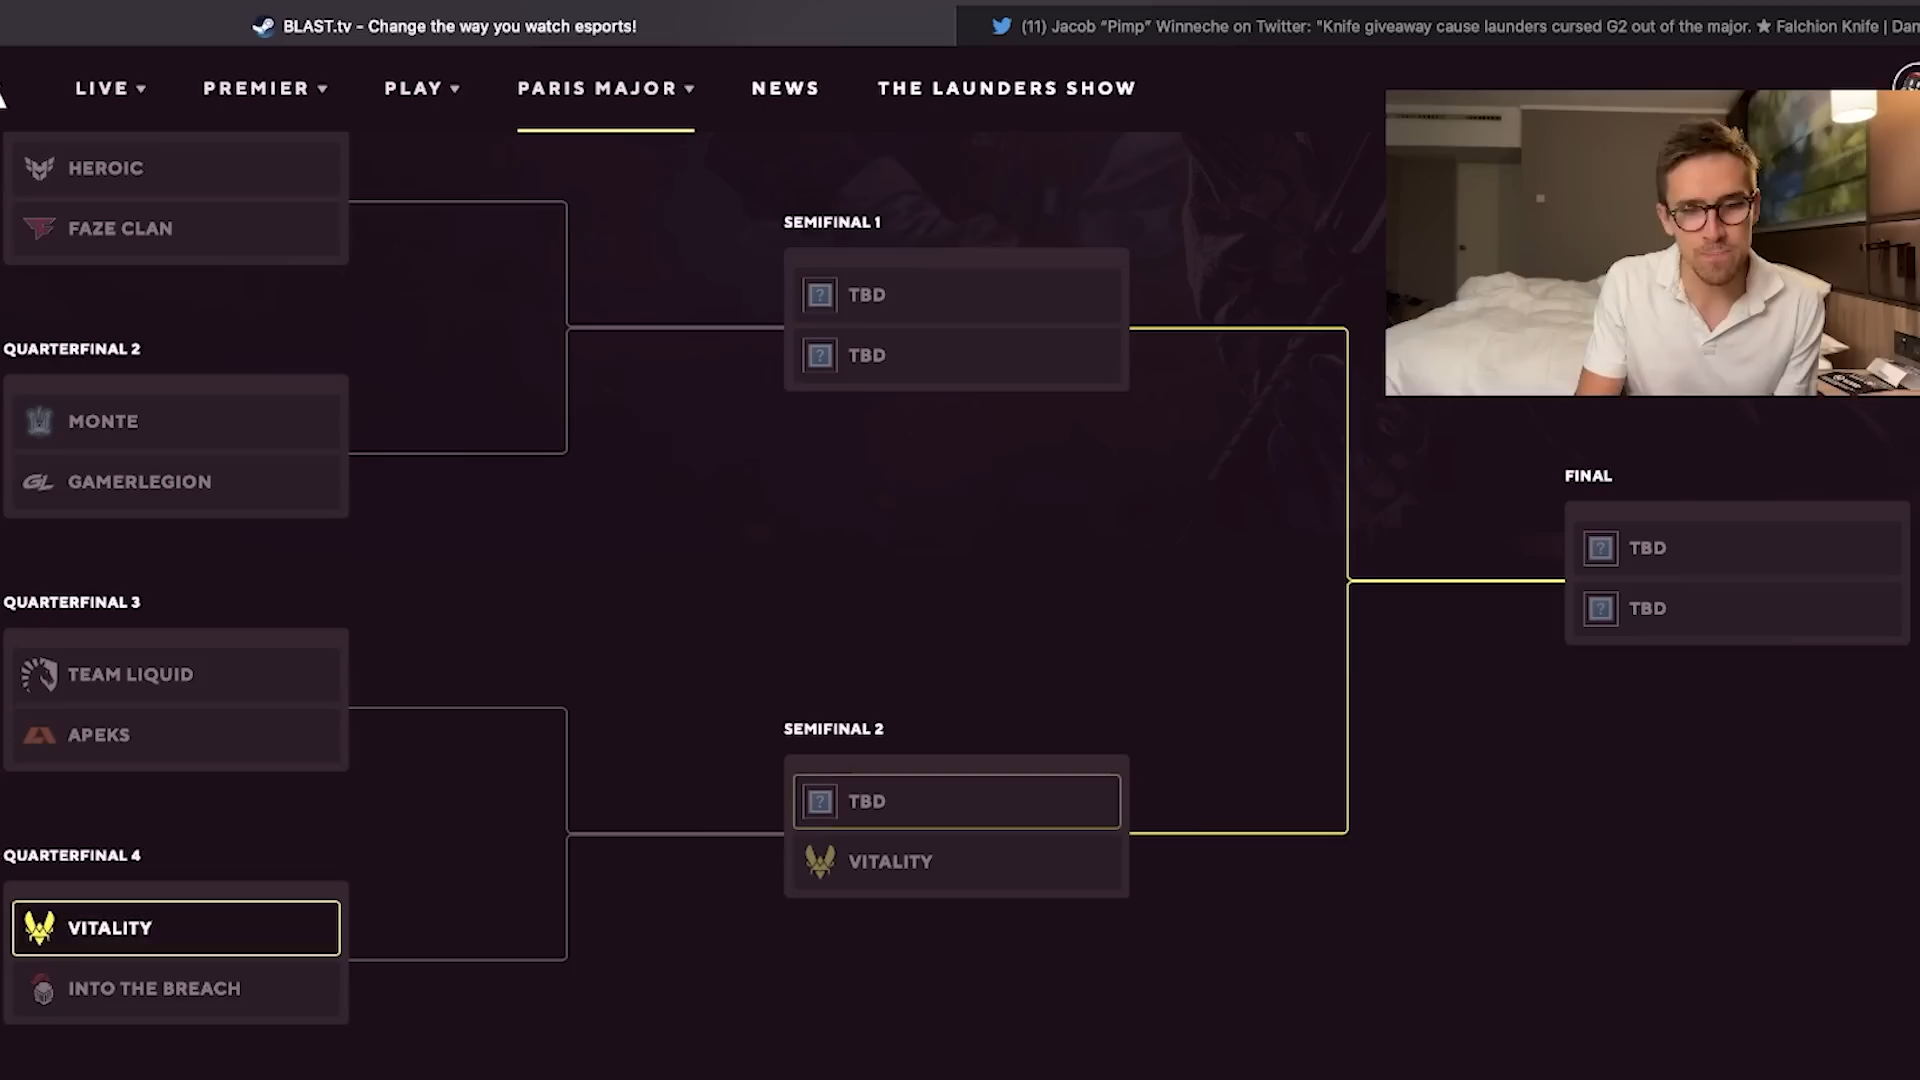 BLAST.tv – Change the way you watch esports!
(11) Jacob “Pimp” Winneche on Twitter: "Knife giveaway cause launders cursed G2 out of the major. ★ Falchion Knife | Dam
LIVE
PREMIER
PLAY
PARIS MAJOR
NEWS
THE LAUNDERS SHOW
HEROIC
FAZE CLAN
QUARTERFINAL 2
MONTE
GAMERLEGION
QUARTERFINAL 3
TEAM LIQUID
APEKS
QUARTERFINAL 4
VITALITY
INTO THE BREACH
SEMIFINAL 1
TBD
TBD
SEMIFINAL 2
TBD
VITALITY
FINAL
TBD
TBD